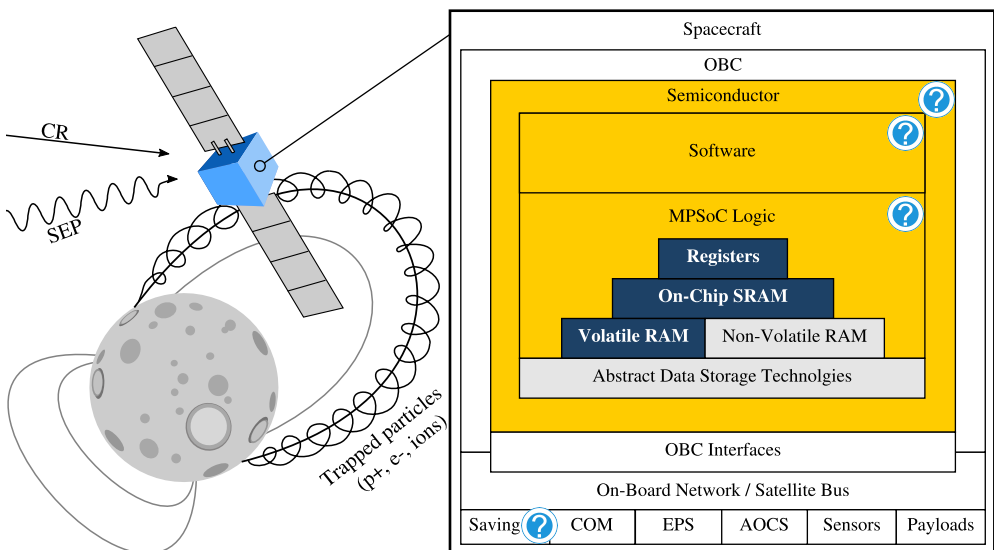 CR
SEP
Trapped particles
(p+, e-, ions)
Spacecraft
OBC
Semiconductor
?
Software
?
MPSoC Logic
?
Registers
On-Chip SRAM
Volatile RAM
Non-Volatile RAM
Abstract Data Storage Technolgies
OBC Interfaces
On-Board Network / Satellite Bus
Saving ? COM EPS AOCS Sensors Payloads